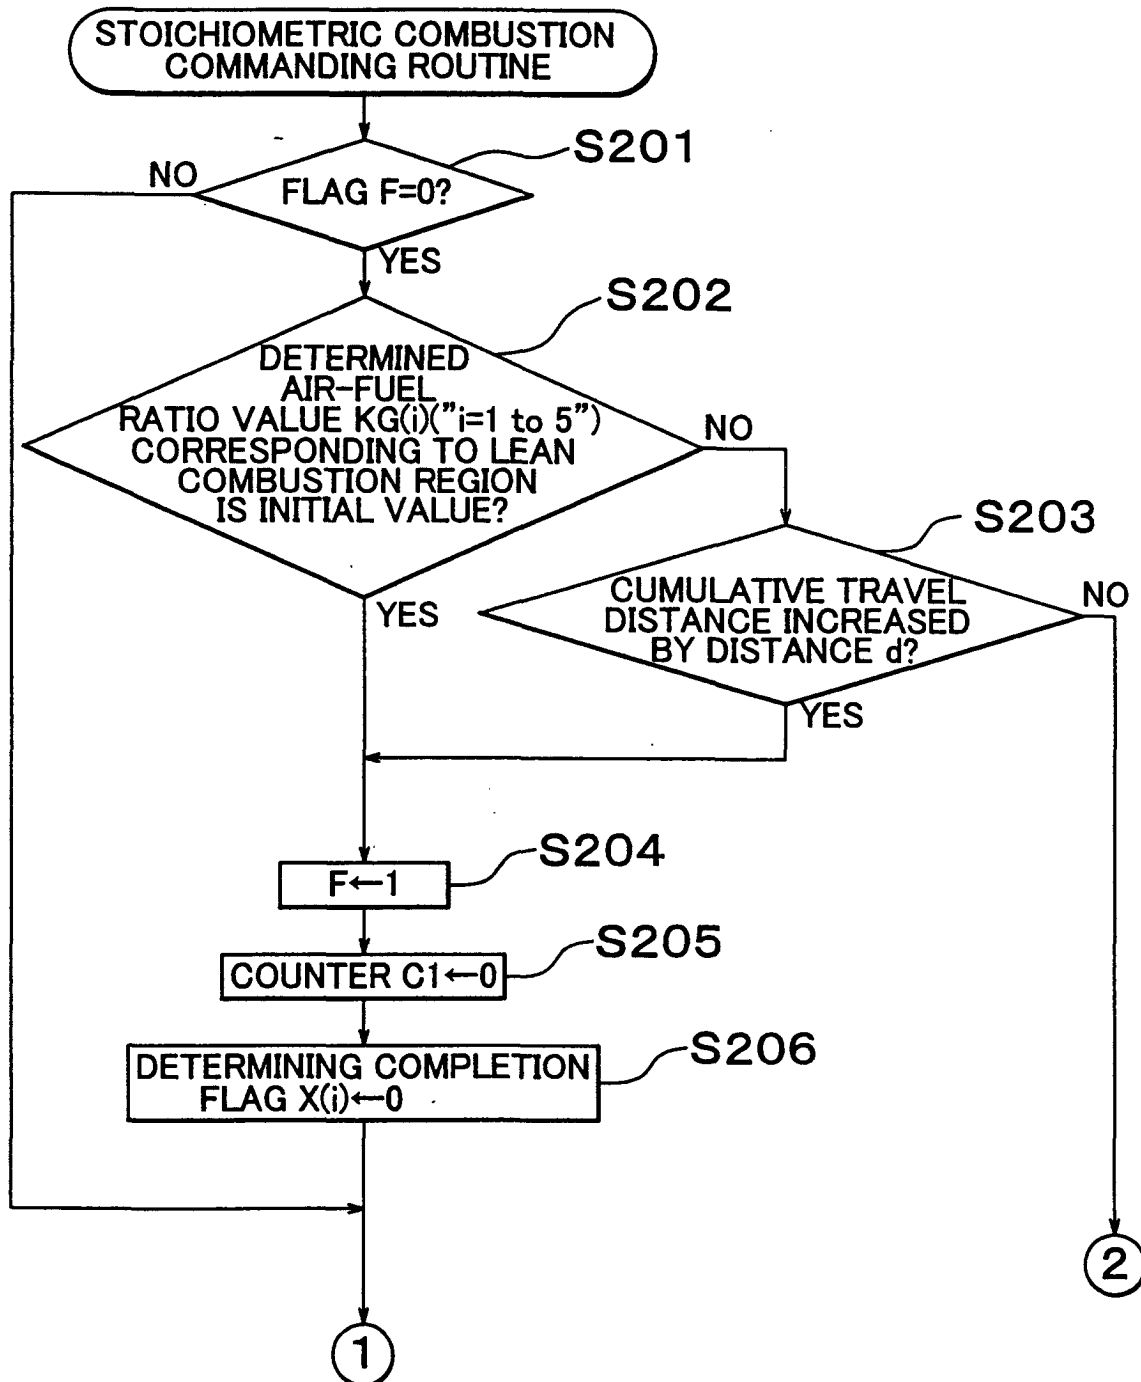 STOICHIOMETRIC COMBUSTION
COMMANDING ROUTINE
S201
NO
FLAG F=0?
YES
S202
DETERMINED
AIR-FUEL
RATIO VALUE KG(i)("i=1 to 5")
CORRESPONDING TO LEAN
COMBUSTION REGION
IS INITIAL VALUE?
NO
YES
S203
CUMULATIVE TRAVEL
DISTANCE INCREASED
BY DISTANCE d?
NO
YES
S204
F←1
S205
COUNTER C1←0
S206
DETERMINING COMPLETION
FLAG X(i)←0
2
1